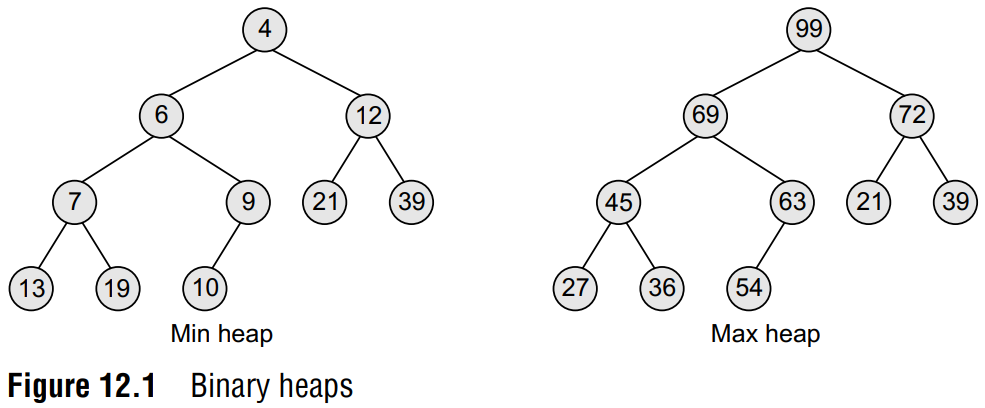 4 99
6 12 69 72
7 9 21 39 45 63 21 39
13 19 10 27 36 54
Min heap Max heap
Figure 12.1 Binary heaps